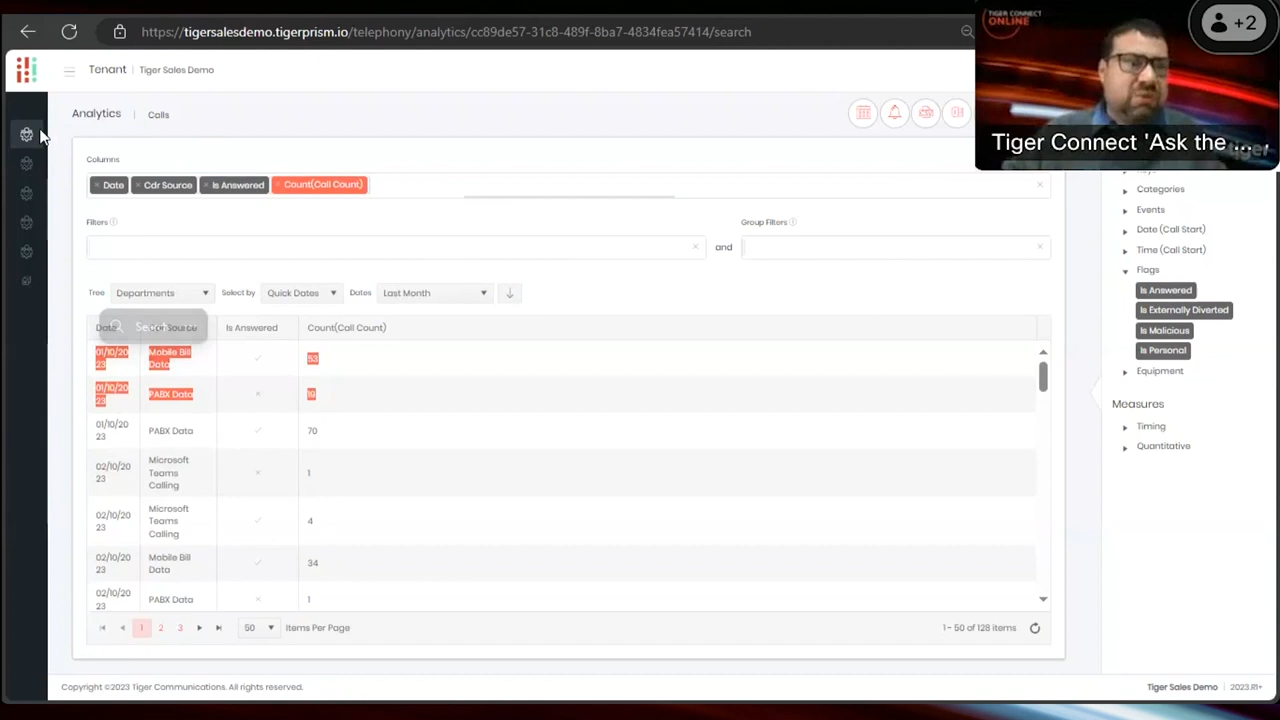 https://tigersalesdemo.tigerprism.io/telephony/analytics/cc89de57-31c8-489f-8ba7-4834fea57414/search
TIGER CONNECT
ONLINE
+2
Tenant | Tiger Sales Demo
Tiger Connect 'Ask the ...
Analytics | Calls
Columns
× Date × Cdr Source × Is Answered × Count(Call Count)
Filters
Group Filters
and
Tree Departments Select by Quick Dates Dates Last Month
Date Cdr Source Is Answered Count(Call Count)
01/10/20
23
Mobile Bill
Data
53
01/10/20
23
PABX Data
19
01/10/20
23
PABX Data
70
02/10/20
23
Microsoft
Teams
Calling
1
02/10/20
23
Microsoft
Teams
Calling
4
02/10/20
23
Mobile Bill
Data
34
02/10/20
23
PABX Data
1
1 2 3 50 Items Per Page
1 - 50 of 128 items
Categories
Events
Date (Call Start)
Time (Call Start)
Flags
Is Answered
Is Externally Diverted
Is Malicious
Is Personal
Equipment
Measures
Timing
Quantitative
Copyright ©2023 Tiger Communications. All rights reserved.
Tiger Sales Demo | 2023.R1+